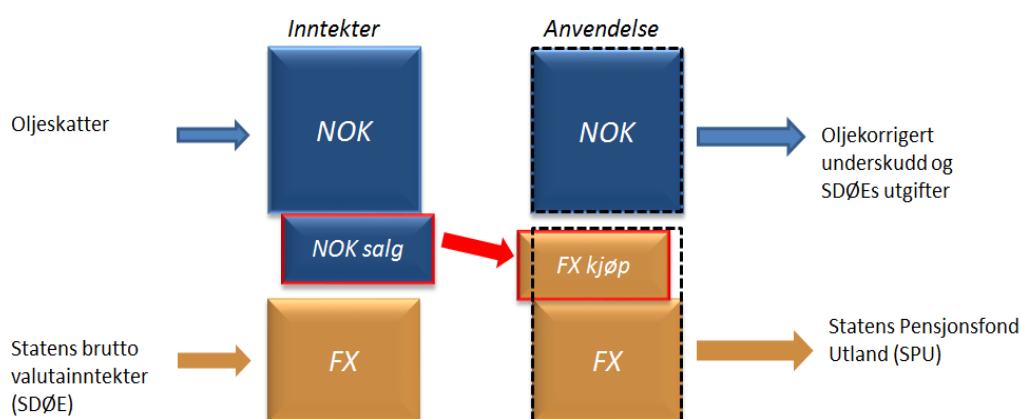 Inntekter
Anvendelse
Oljeskatter
NOK
NOK
Oljekorrigert
underskudd og
SDØEs utgifter
NOK salg
FX kjøp
Statens brutto
valutainntekter
(SDØE)
FX
FX
Statens Pensjonsfond
Utland (SPU)